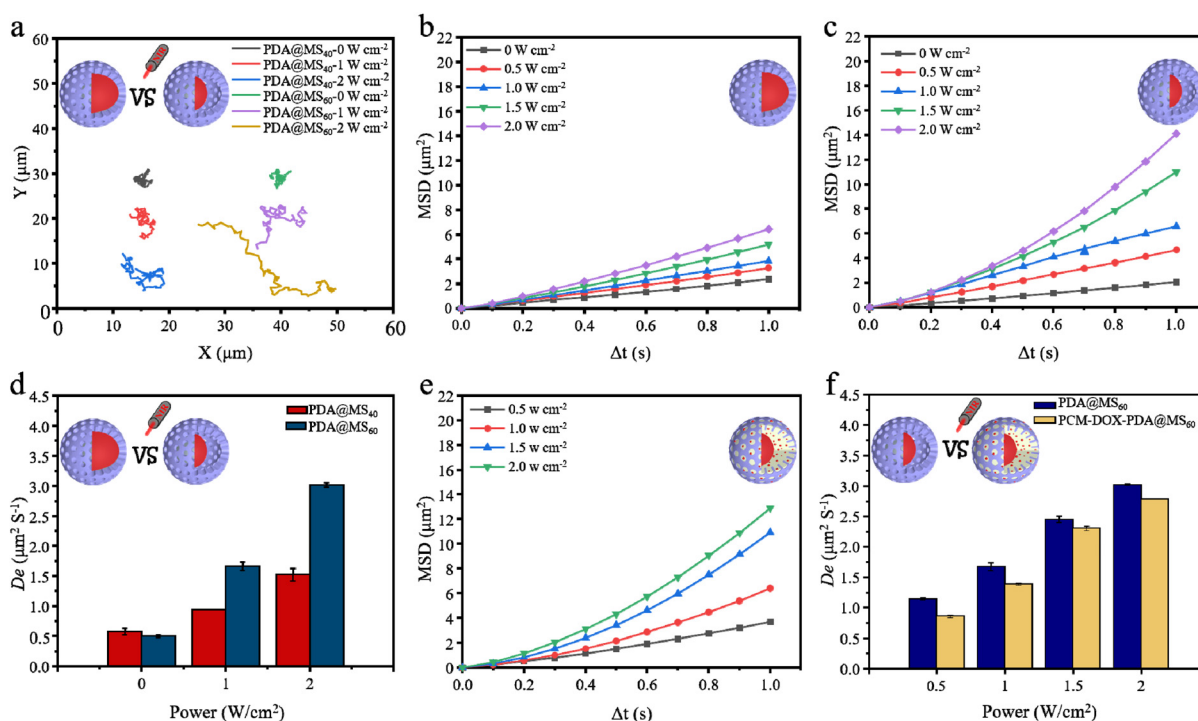 a
60
50
40
30
20
10
0
0
10
20
30
40
50
60
Y (μm)
X (μm)
NIR
VS
PDA@MS40-0 W cm-2
PDA@MS40-1 W cm-2
PDA@MS40-2 W cm-2
PDA@MS60-0 W cm-2
PDA@MS60-1 W cm-2
PDA@MS60-2 W cm-2
b
22
20
18
16
14
12
10
8
6
4
2
0
0.0
0.2
0.4
0.6
0.8
1.0
MSD (μm2)
Δt (s)
0 W cm-2
0.5 W cm-2
1.0 W cm-2
1.5 W cm-2
2.0 W cm-2
c
22
20
18
16
14
12
10
8
6
4
2
0
0.0
0.2
0.4
0.6
0.8
1.0
MSD (μm2)
Δt (s)
0 W cm-2
0.5 W cm-2
1.0 W cm-2
1.5 W cm-2
2.0 W cm-2
d
4.5
4.0
3.5
3.0
2.5
2.0
1.5
1.0
0.5
0.0
0
1
2
De (μm2 S-1)
Power (W/cm2)
NIR
VS
PDA@MS40
PDA@MS60
e
22
20
18
16
14
12
10
8
6
4
2
0
0.0
0.2
0.4
0.6
0.8
1.0
MSD (μm2)
Δt (s)
0.5 w cm-2
1.0 w cm-2
1.5 w cm-2
2.0 w cm-2
f
4.5
4.0
3.5
3.0
2.5
2.0
1.5
1.0
0.5
0.0
0.5
1
1.5
2
De (μm2 S-1)
Power (W/cm2)
NIR
VS
PDA@MS60
PCM-DOX-PDA@MS60